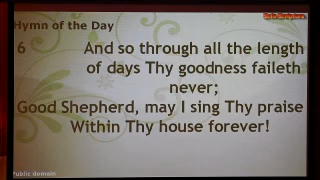 Hymn of the Day
6 And so through all the length
of days Thy goodness faileth
never;
Good Shepherd, may I sing Thy praise
Within Thy house forever!
Public domain